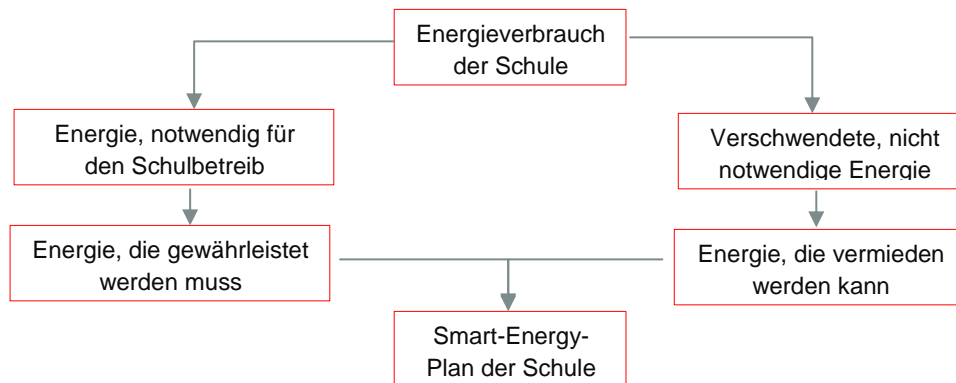 Energieverbrauch
der Schule
Energie, notwendig für
den Schulbetreib
Verschwendete, nicht
notwendige Energie
Energie, die gewährleistet
werden muss
Energie, die vermieden
werden kann
Smart-Energy-
Plan der Schule